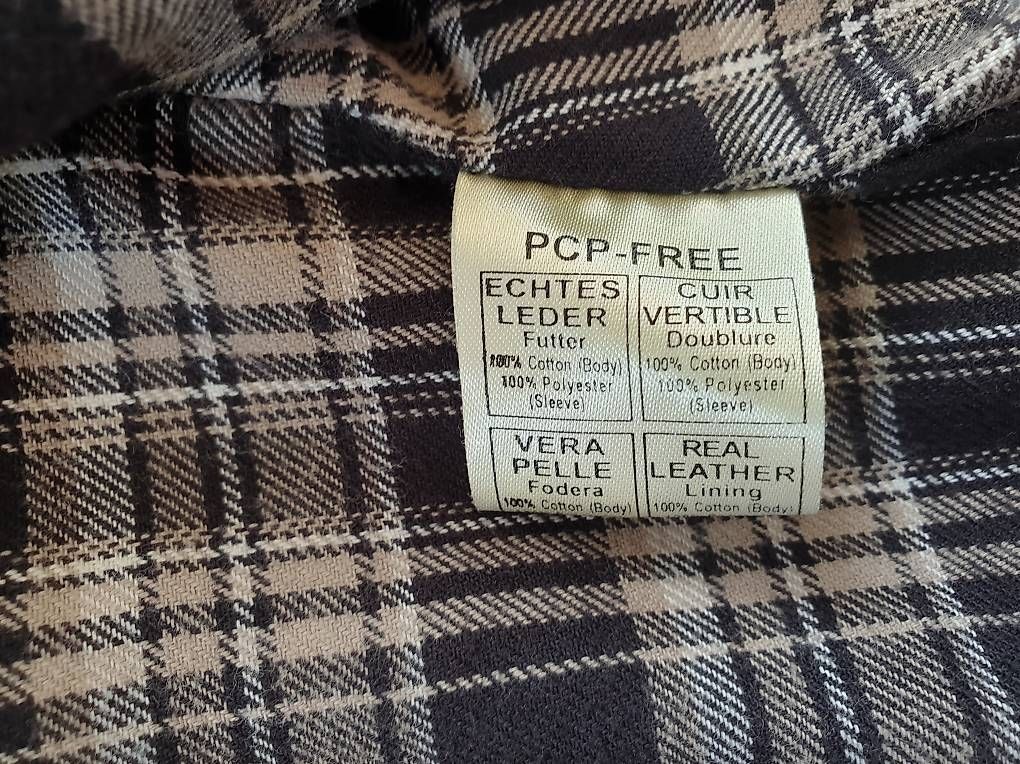 PCP-FREE
ECHTES
LEDER
Futter
100% Cotton (Body)
100% Polyester
(Sleeve)
CUIR
VERTIBLE
Doublure
100% Cotton (Body)
100% Polyester
(Sleeve)
VERA
PELLE
Fodera
100% Cotton (Body)
REAL
LEATHER
Lining
100% Cotton (Body)